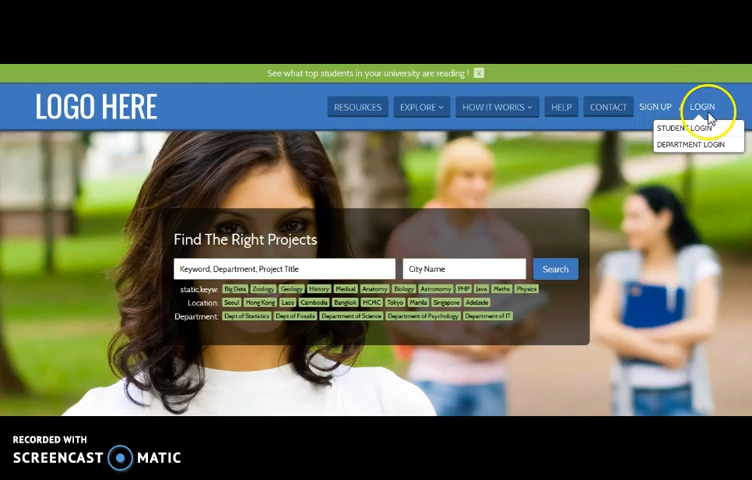 See what top students in your university are reading ! X
LOGO HERE
RESOURCES EXPLORE HOW IT WORKS HELP CONTACT SIGN UP / LOGIN
STUDENT LOGIN
DEPARTMENT LOGIN
Find The Right Projects
Keyword, Department, Project Title City Name Search
static.keyw: Big Data Zoology Geology History Medical Anatomy Biology Astronomy PHP Java Maths Physics
Location: Seoul Hong Kong Laos Cambodia Bangkok HCMC Tokyo Manila Singapore Adelaide
Department: Dept of Statistics Dept of Fossils Department of Science Department of Psychology Department of IT
RECORDED WITH
SCREENCAST MATIC